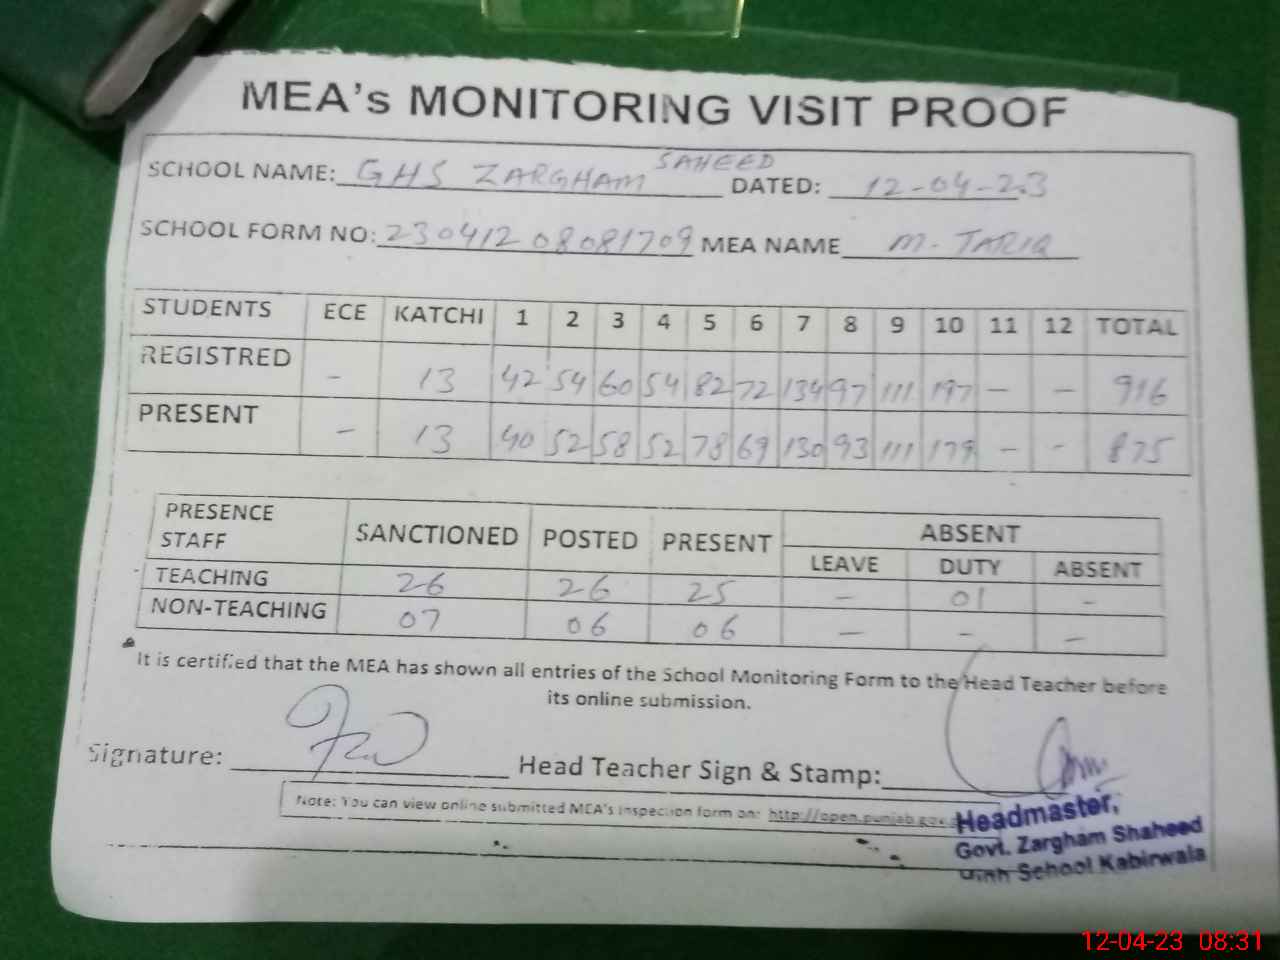 MEA's MONITORING VISIT PROOF
SCHOOL NAME: GHS ZARGHAM SAHEED DATED: 12-04-23
SCHOOL FORM NO: 230412 08081709 MEA NAME M. TARIQ
STUDENTS ECE KATCHI 1 2 3 4 5 6 7 8 9 10 11 12 TOTAL
REGISTRED - 13 42 54 60 54 82 72 134 97 111 197 - - 916
PRESENT - 13 40 52 58 52 78 69 130 93 111 179 - - 875
PRESENCE STAFF SANCTIONED POSTED PRESENT ABSENT
LEAVE DUTY ABSENT
TEACHING 26 26 25 - 01 -
NON-TEACHING 07 06 06 - - -
It is certified that the MEA has shown all entries of the School Monitoring Form to the Head Teacher before
its online submission.
Signature: Head Teacher Sign & Stamp:
Note: You can view online submitted MEA's inspection form on: http://open.punjab.gov.
Headmaster,
Govt. Zargham Shaheed
High School Kabirwala
12-04-23 08:31